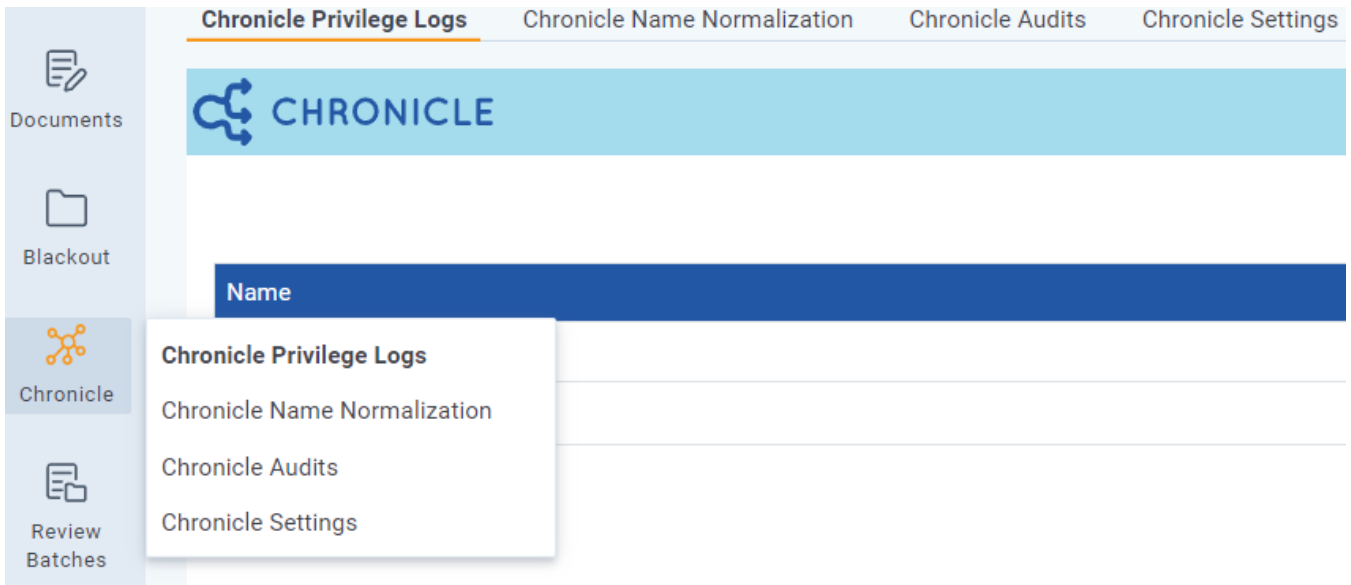 Chronicle Privilege Logs Chronicle Name Normalization Chronicle Audits Chronicle Settings
Documents
CHRONICLE
Blackout
Name
Chronicle
Chronicle Privilege Logs
Chronicle Name Normalization
Chronicle Audits
Chronicle Settings
Review
Batches